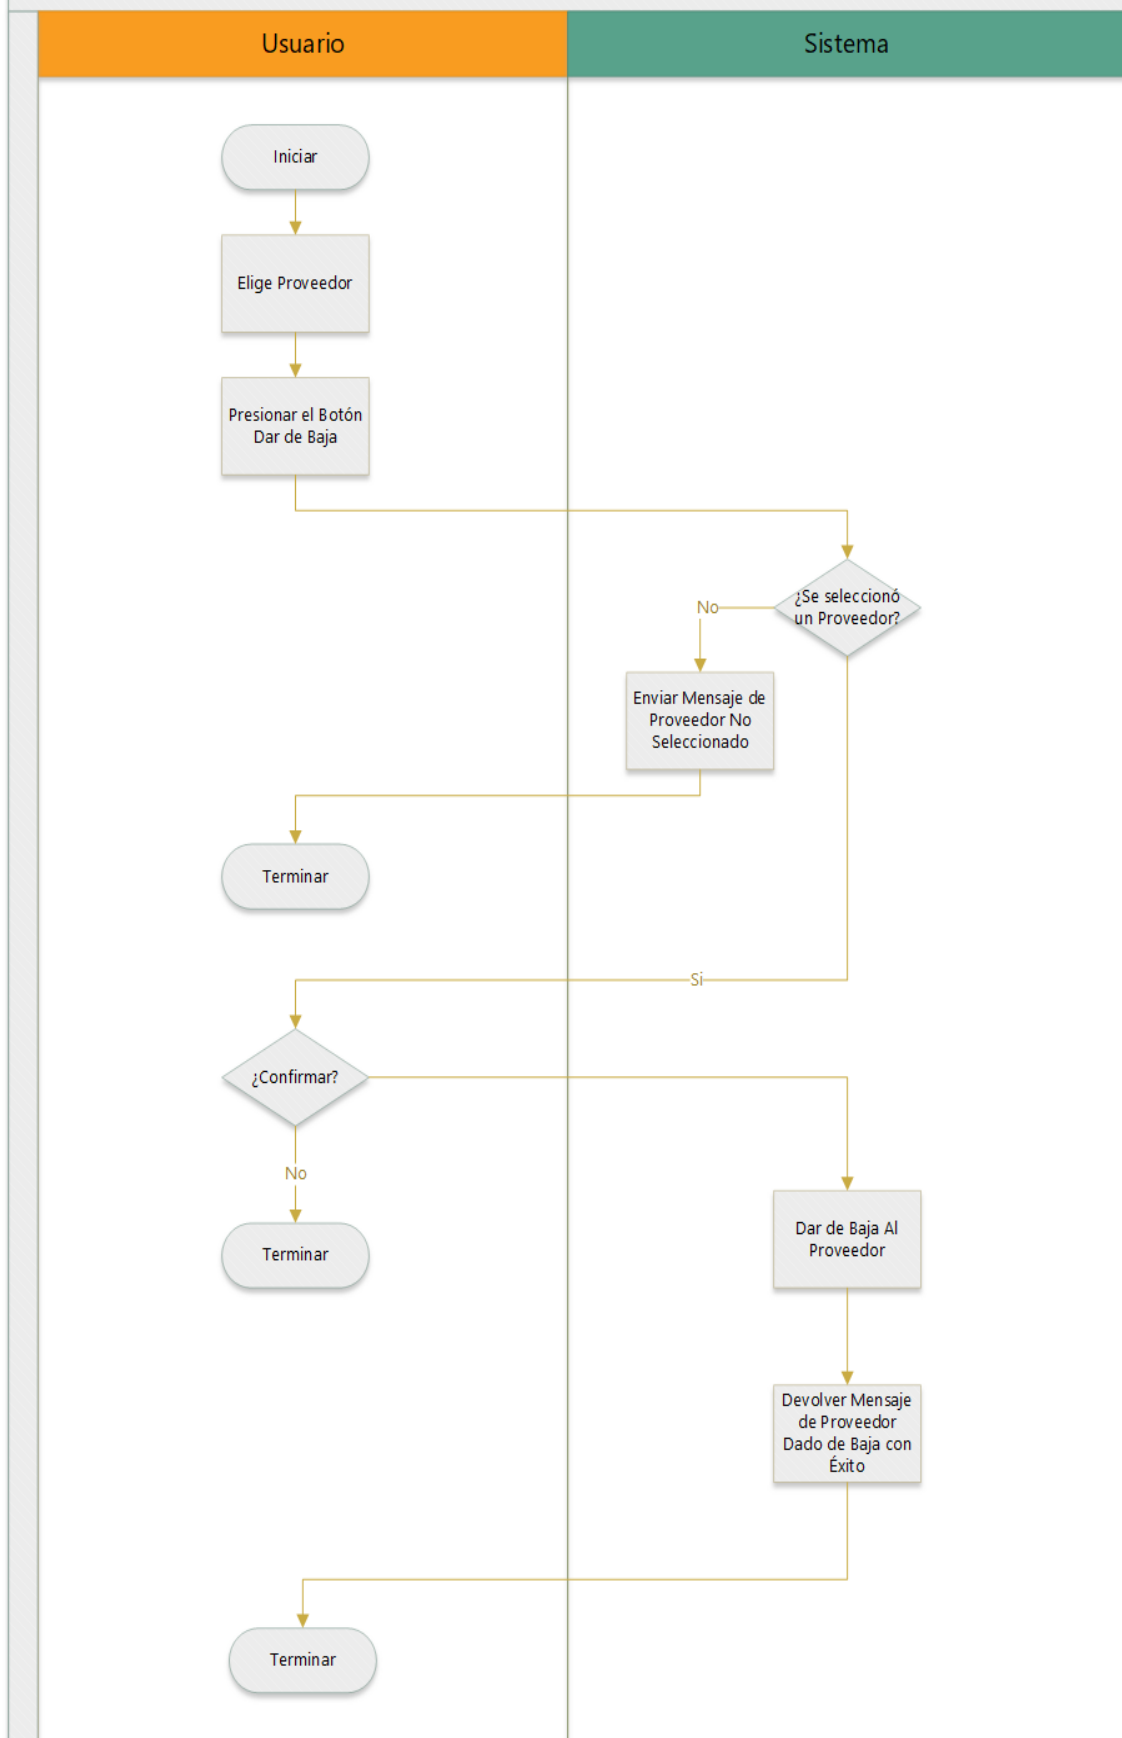 Usuario
Sistema
Iniciar
Elige Proveedor
Presionar el Botón
Dar de Baja
¿Se seleccionó
un Proveedor?
No
Enviar Mensaje de
Proveedor No
Seleccionado
Terminar
Si
¿Confirmar?
No
Terminar
Dar de Baja Al
Proveedor
Devolver Mensaje
de Proveedor
Dado de Baja con
Éxito
Terminar